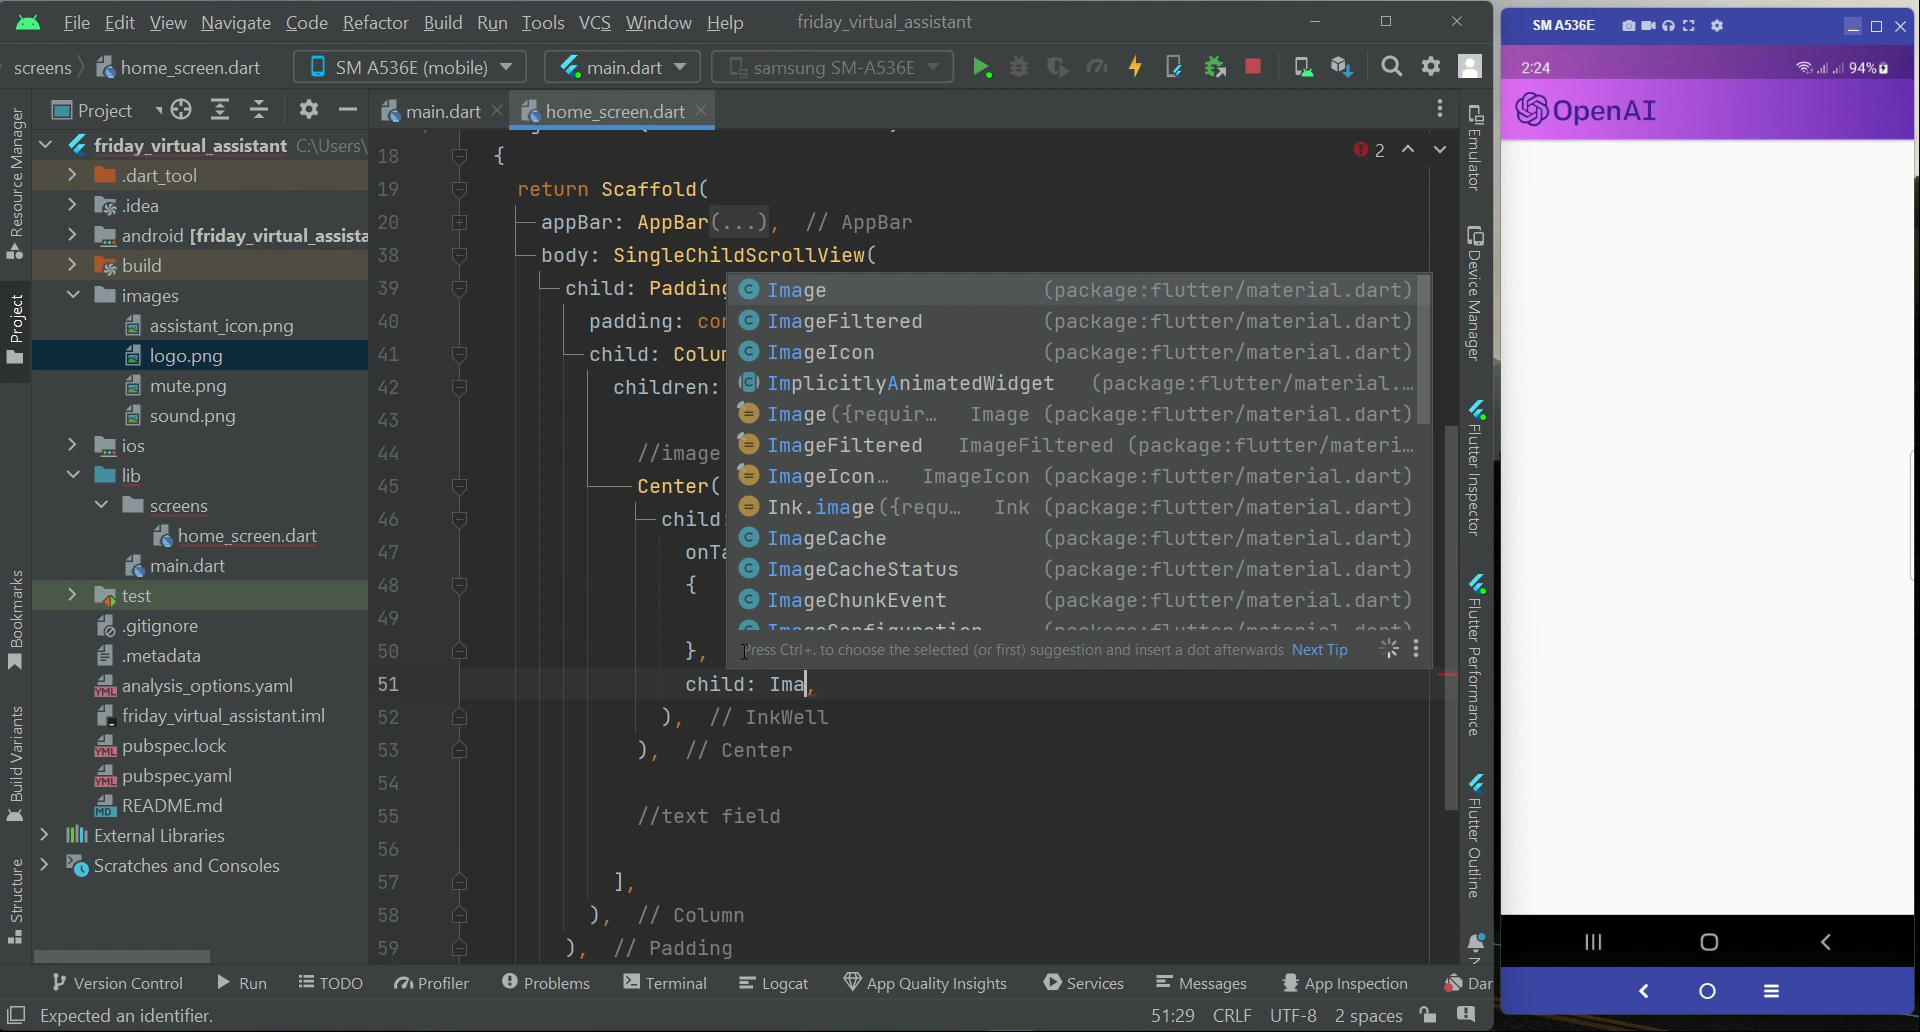 File Edit View Navigate Code Refactor Build Run Tools VCS Window Help friday_virtual_assistant
screens home_screen.dart SM A536E (mobile) main.dart samsung SM-A536E
Project
main.dart
home_screen.dart
friday_virtual_assistant C:\Users\
.dart_tool
.idea
android [friday_virtual_assista
build
images
assistant_icon.png
logo.png
mute.png
sound.png
ios
lib
screens
home_screen.dart
main.dart
test
.gitignore
.metadata
analysis_options.yaml
friday_virtual_assistant.iml
pubspec.lock
pubspec.yaml
README.md
External Libraries
Scratches and Consoles
Resource Manager
Project
Bookmarks
Build Variants
Structure
2
18 {
19 return Scaffold(
20 appBar: AppBar(...), // AppBar
38 body: SingleChildScrollView(
39 child: Padding
40 padding: con
41 child: Colum
42 children:
43
44 //image
45 Center(
46 child:
47 onTa
48 {
49
50 },
51 child: Ima,
52 ), // InkWell
53 ), // Center
54
55 //text field
56
57 ],
58 ), // Column
59 ), // Padding
Image (package:flutter/material.dart)
ImageFiltered (package:flutter/material.dart)
ImageIcon (package:flutter/material.dart)
ImplicitlyAnimatedWidget (package:flutter/material....
Image({requir... Image (package:flutter/material.dart)
ImageFiltered ImageFiltered (package:flutter/materi...
ImageIcon... ImageIcon (package:flutter/material.dart)
Ink.image({requ... Ink (package:flutter/material.dart)
ImageCache (package:flutter/material.dart)
ImageCacheStatus (package:flutter/material.dart)
ImageChunkEvent (package:flutter/material.dart)
ImageConfiguration (package:flutter/material.dart)
Press Ctrl+. to choose the selected (or first) suggestion and insert a dot afterwards Next Tip
Emulator
Device Manager
Flutter Inspector
Flutter Performance
Flutter Outline
Version Control Run TODO Profiler Problems Terminal Logcat App Quality Insights Services Messages App Inspection Dar
Expected an identifier. 51:29 CRLF UTF-8 2 spaces
SM A536E
2:24 94%
OpenAI